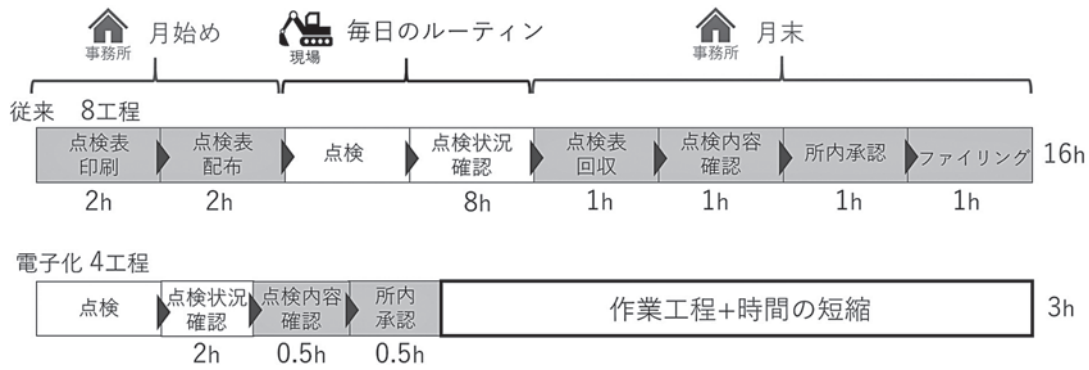 事務所 月始め
現場 毎日のルーティン
事務所 月末
従来 8工程
点検表
印刷
点検表
配布
点検
点検状況
確認
点検表
回収
点検内容
確認
所内承認
ファイリング
16h
2h 2h 8h 1h 1h 1h 1h
電子化 4工程
点検
点検状況
確認
点検内容
確認
所内
承認
作業工程+時間の短縮
3h
2h 0.5h 0.5h